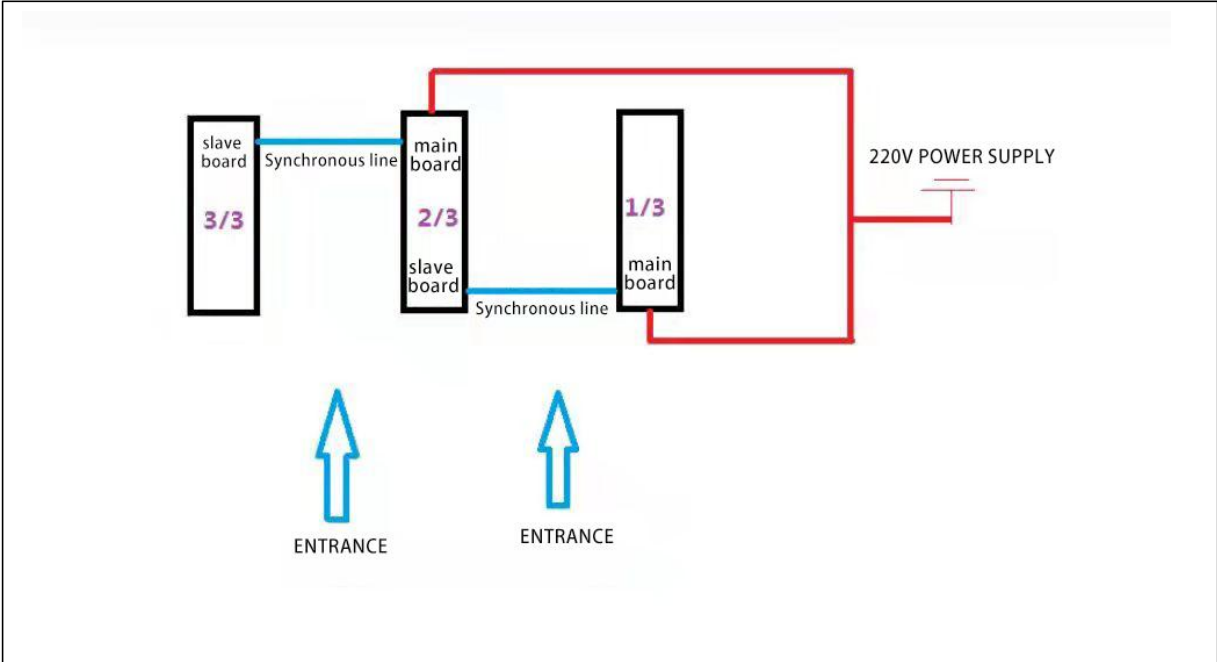 slave
board
Synchronous line
main
board
220V POWER SUPPLY
3/3
2/3
1/3
slave
board
main
board
Synchronous line
ENTRANCE
ENTRANCE